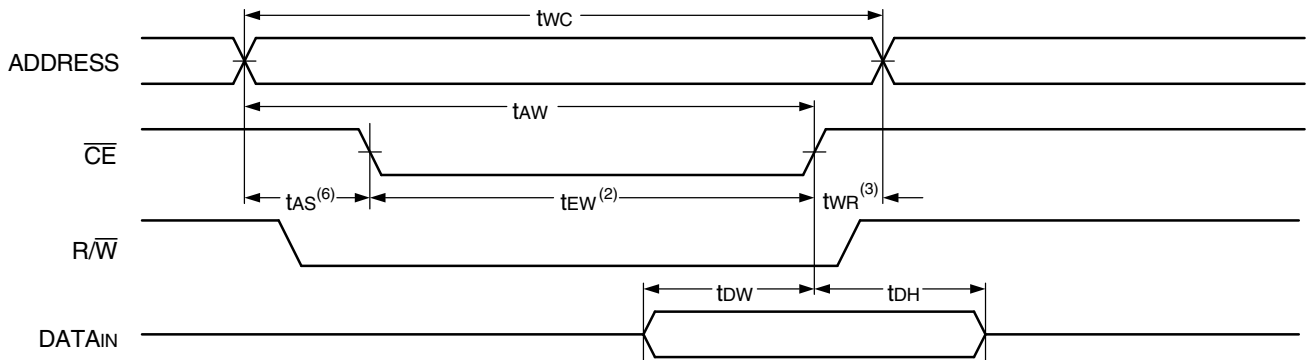 tWC
ADDRESS
tAW
CE
tAS(6)
tEW(2)
tWR(3)
R/W
tDW
tDH
DATAIN